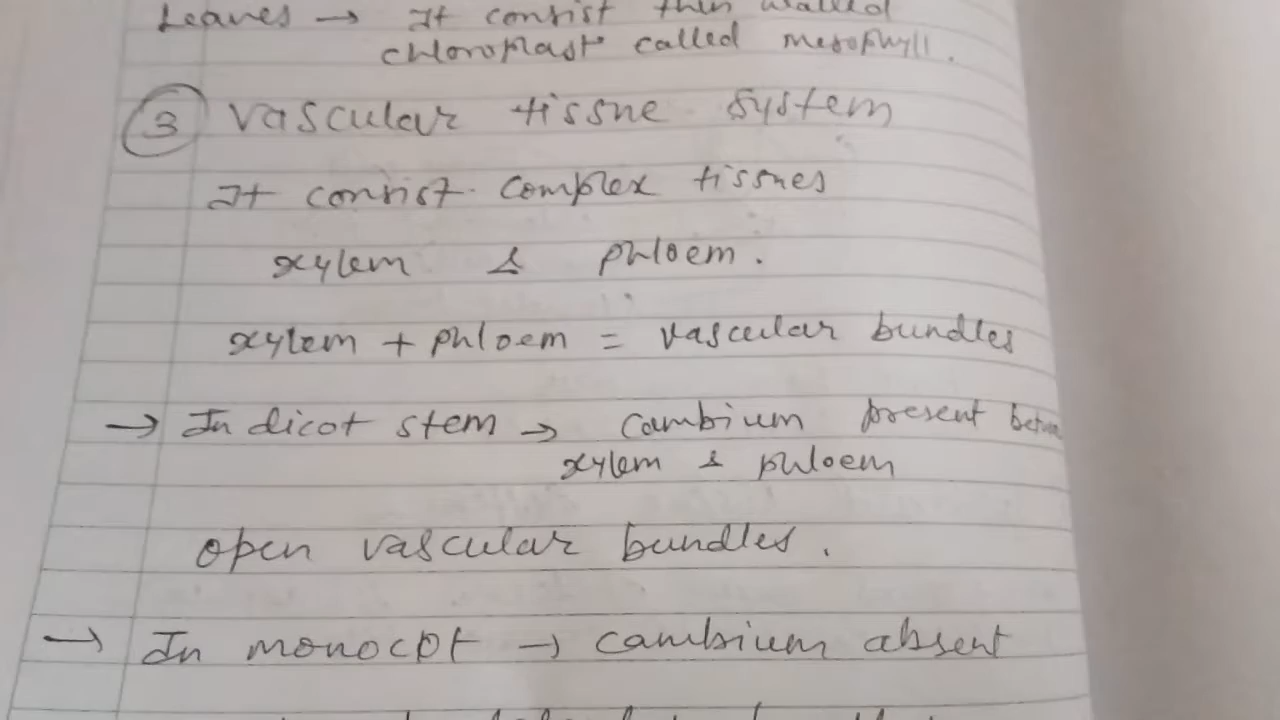 Leaves → It consist thin walled
chloroplast called mesophyll.
3 Vascular tissue system
It consist complex tissues
xylem & phloem.
xylem + phloem = vascular bundles
→ In dicot stem → cambium present
xylem & phloem
open vascular bundles.
→ In monocot → cambium absent